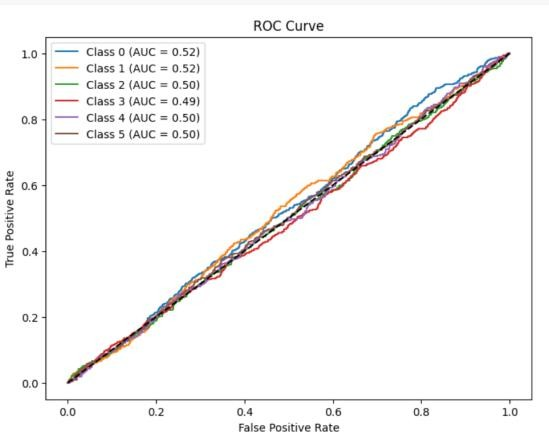 ROC Curve
1.0
0.8
0.6
0.4
0.2
0.0
True Positive Rate
Class 0 (AUC = 0.52)
Class 1 (AUC = 0.52)
Class 2 (AUC = 0.50)
Class 3 (AUC = 0.49)
Class 4 (AUC = 0.50)
Class 5 (AUC = 0.50)
0.0 0.2 0.4 0.6 0.8 1.0
False Positive Rate